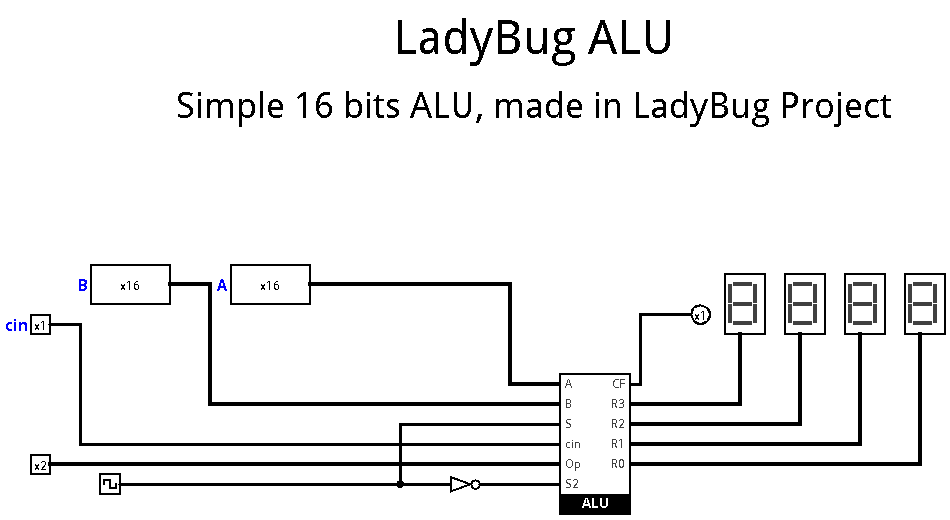 LadyBug ALU
Simple 16 bits ALU, made in LadyBug Project
B x16 A x16
cin x1 x1
A CF
B R3
S R2
cin R1
x2 Op R0
S2
ALU